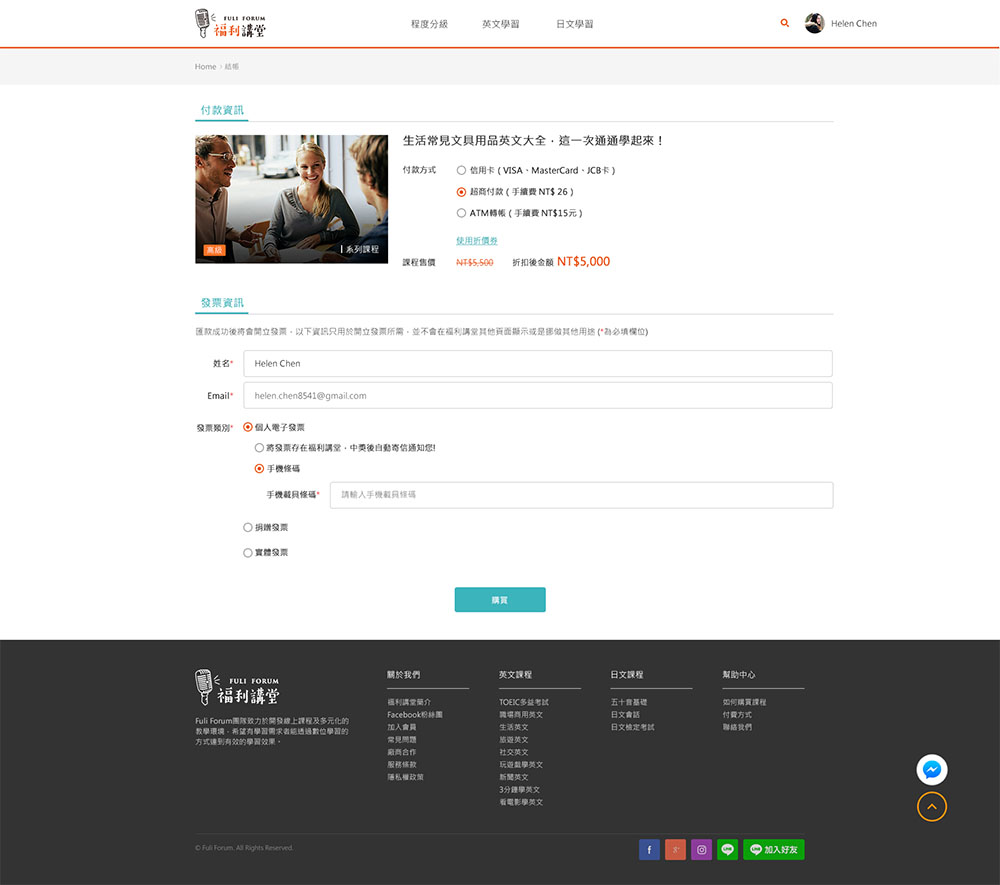 FULI FORUM
福利講堂
程度分級 英文學習 日文學習
Helen Chen
Home › 結帳
付款資訊
高級
系列課程
生活常見文具用品英文大全，這一次通通學起來！
付款方式
信用卡 ( VISA、MasterCard、JCB卡 )
超商付款 ( 手續費 NT$ 26 )
ATM轉帳 ( 手續費 NT$15元 )
使用折價券
課程售價 NT$5,500 折扣後金額 NT$5,000
發票資訊
匯款成功後將會開立發票，以下資訊只用於開立發票所需，並不會在福利講堂其他頁面顯示或是挪做其他用途 (*為必填欄位)
姓名* Helen Chen
Email* helen.chen8541@gmail.com
發票類別* 個人電子發票
將發票存在福利講堂，中獎後自動寄信通知您!
手機條碼
手機載具條碼* 請輸入手機載具條碼
捐贈發票
實體發票
購買
FULI FORUM
福利講堂
Fuli Forum團隊致力於開發線上課程及多元化的
教學環境，希望有學習需求者能透過數位學習的
方式達到有效的學習效果。
關於我們
福利講堂簡介
Facebook粉絲團
加入會員
常見問題
廠商合作
服務條款
隱私權政策
英文課程
TOEIC多益考試
職場商用英文
生活英文
旅遊英文
社交英文
玩遊戲學英文
新聞英文
3分鐘學英文
看電影學英文
日文課程
五十音基礎
日文會話
日文檢定考試
幫助中心
如何購買課程
付費方式
聯絡我們
© Fuli Forum. All Rights Reserved.
f
g+
LINE
LINE 加入好友